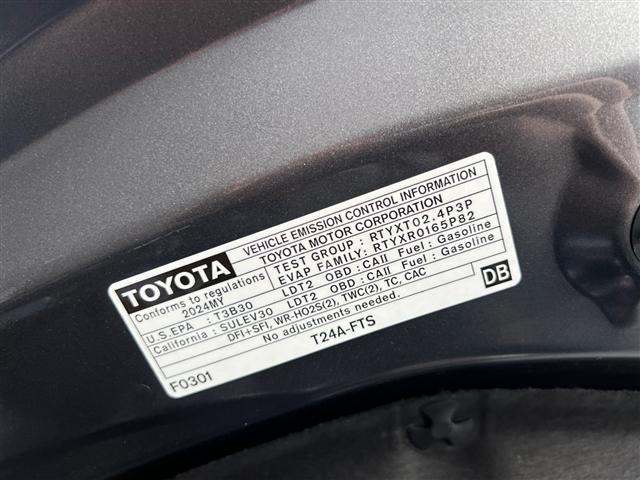 TOYOTA
VEHICLE EMISSION CONTROL INFORMATION
TOYOTA MOTOR CORPORATION
Conforms to regulations
2024MY
TEST GROUP: RTYXT02.4P3P
EVAP FAMILY: RTYXR0165P82
U.S.EPA : T3B30 LDT2 OBD:CAII Fuel: Gasoline
California : SULEV30 LDT2 OBD:CAII Fuel: Gasoline
DFI+SFI, WR-HO2S(2), TWC(2), TC, CAC
No adjustments needed.
DB
F0301
T24A-FTS